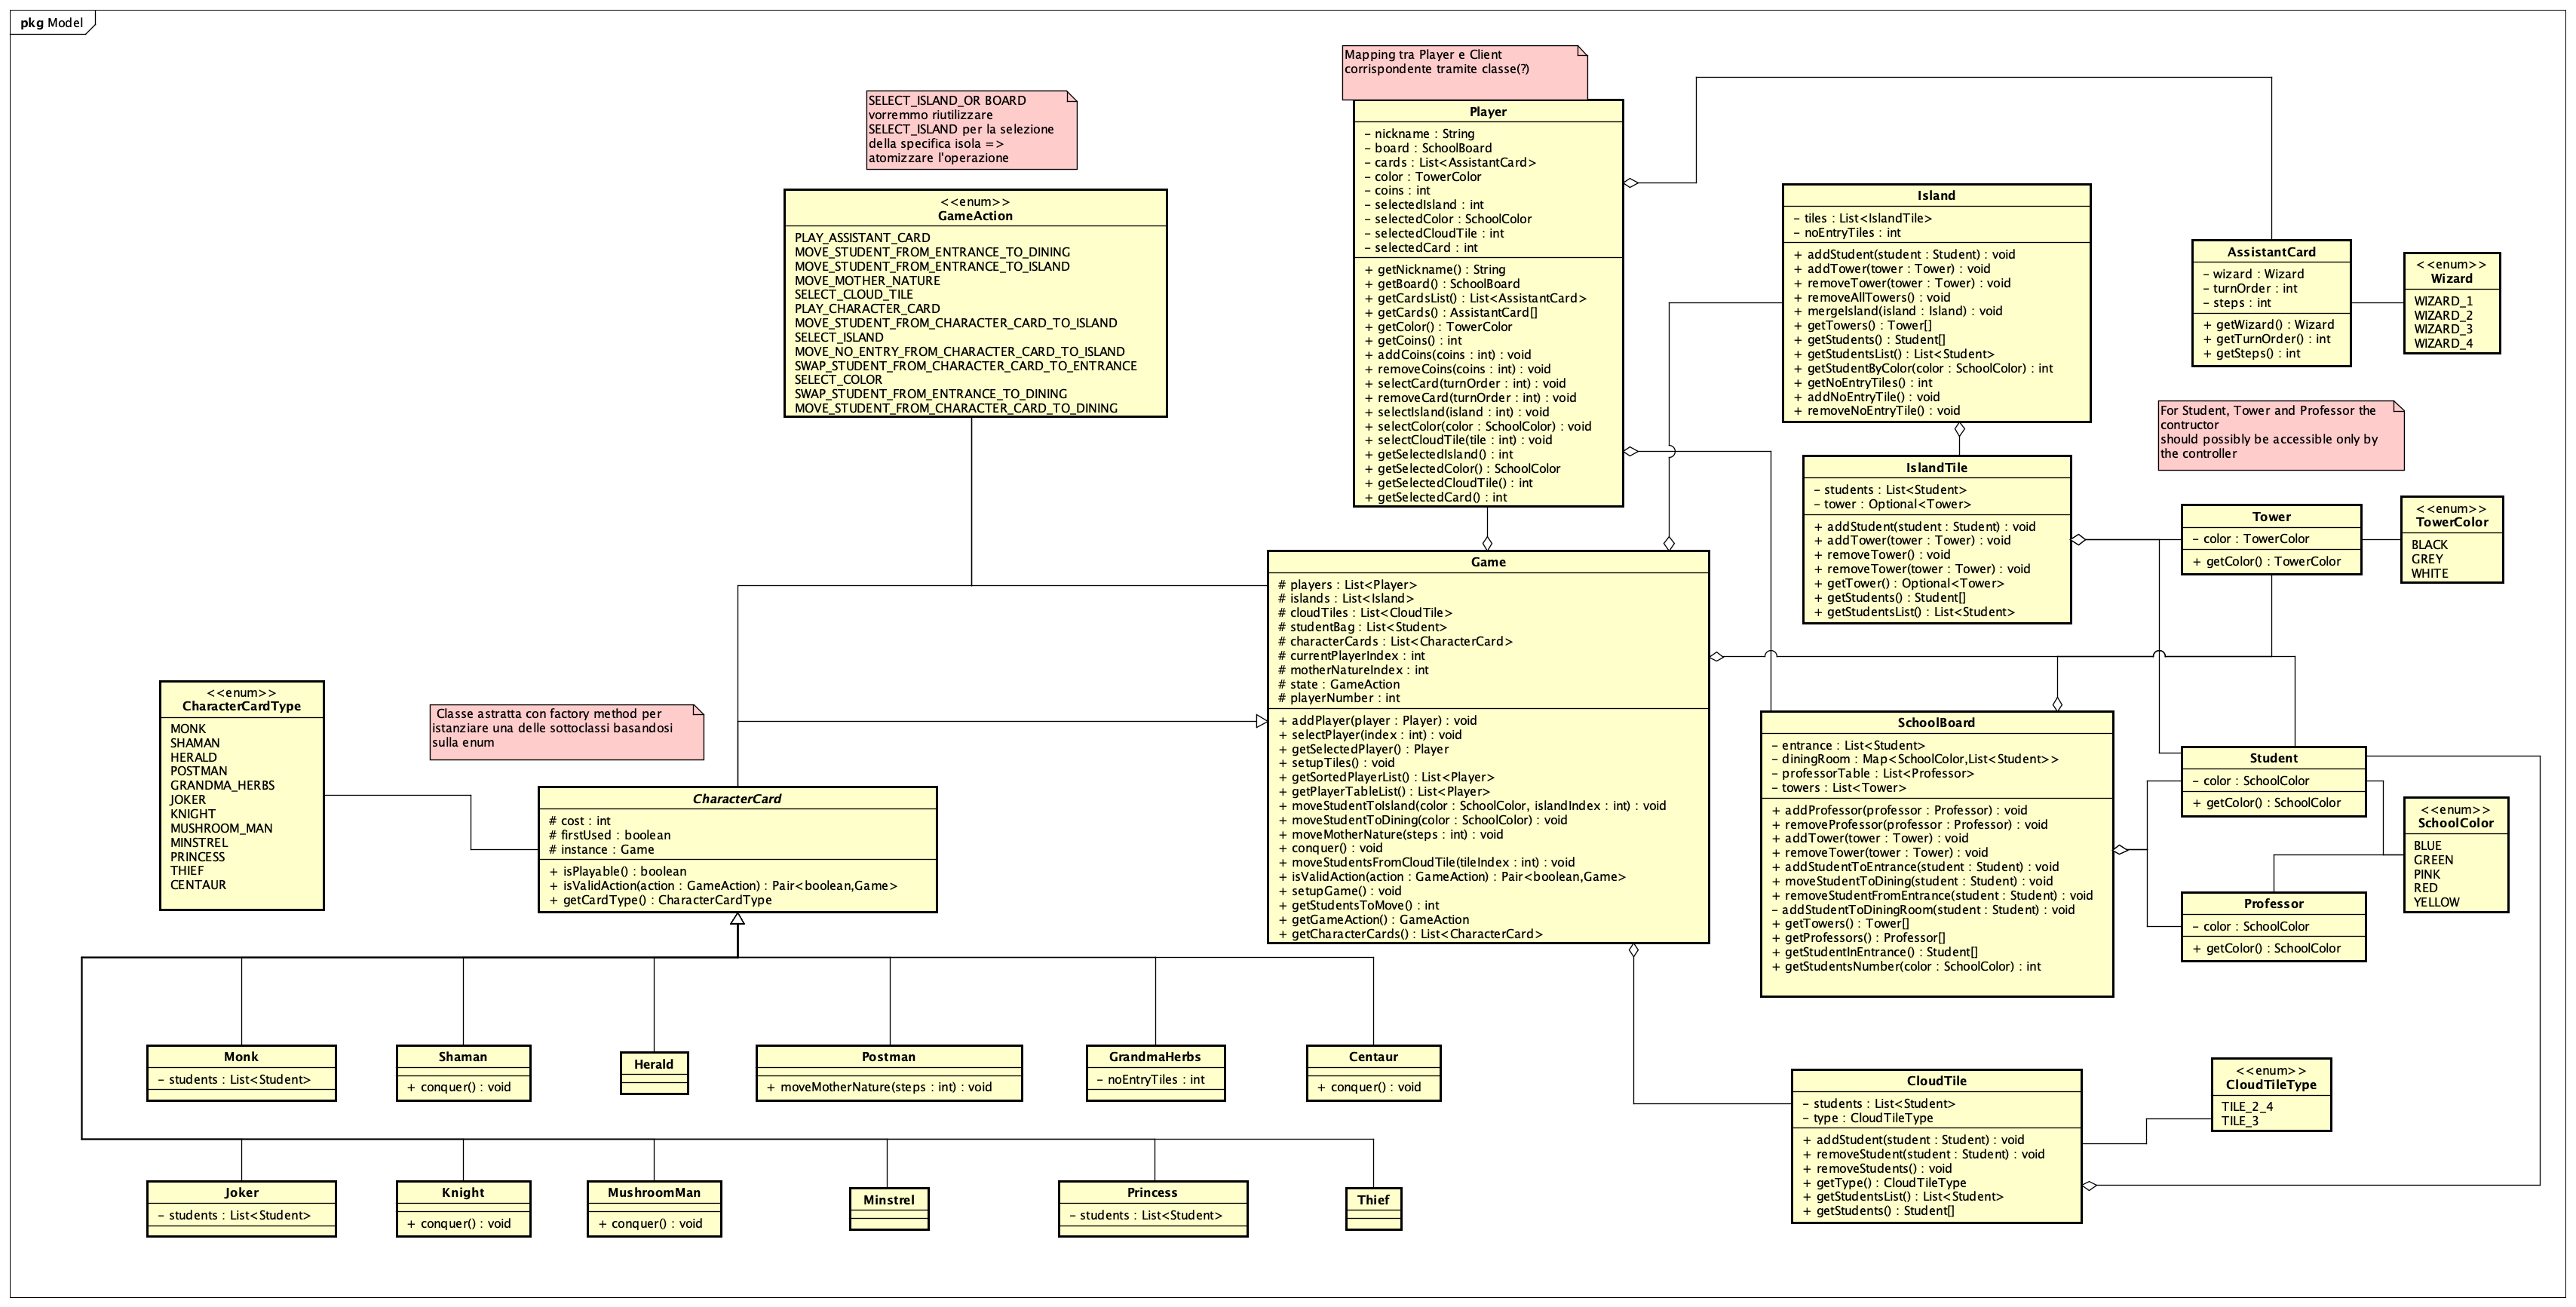 pkg Model
Mapping tra Player e Client
corrispondente tramite classe(?)
SELECT_ISLAND_OR BOARD
vorremmo riutilizzare
SELECT_ISLAND per la selezione
della specifica isola =>
atomizzare l'operazione
<<enum>>
GameAction
PLAY_ASSISTANT_CARD
MOVE_STUDENT_FROM_ENTRANCE_TO_DINING
MOVE_STUDENT_FROM_ENTRANCE_TO_ISLAND
MOVE_MOTHER_NATURE
SELECT_CLOUD_TILE
PLAY_CHARACTER_CARD
MOVE_STUDENT_FROM_CHARACTER_CARD_TO_ISLAND
SELECT_ISLAND
MOVE_NO_ENTRY_FROM_CHARACTER_CARD_TO_ISLAND
SWAP_STUDENT_FROM_CHARACTER_CARD_TO_ENTRANCE
SELECT_COLOR
SWAP_STUDENT_FROM_ENTRANCE_TO_DINING
MOVE_STUDENT_FROM_CHARACTER_CARD_TO_DINING
Player
- nickname : String
- board : SchoolBoard
- cards : List<AssistantCard>
- color : TowerColor
- coins : int
- selectedIsland : int
- selectedColor : SchoolColor
- selectedCloudTile : int
- selectedCard : int
+ getNickname() : String
+ getBoard() : SchoolBoard
+ getCardsList() : List<AssistantCard>
+ getCards() : AssistantCard[]
+ getColor() : TowerColor
+ getCoins() : int
+ addCoins(coins : int) : void
+ removeCoins(coins : int) : void
+ selectCard(turnOrder : int) : void
+ removeCard(turnOrder : int) : void
+ selectIsland(island : int) : void
+ selectColor(color : SchoolColor) : void
+ selectCloudTile(tile : int) : void
+ getSelectedIsland() : int
+ getSelectedColor() : SchoolColor
+ getSelectedCloudTile() : int
+ getSelectedCard() : int
Island
- tiles : List<IslandTile>
- noEntryTiles : int
+ addStudent(student : Student) : void
+ addTower(tower : Tower) : void
+ removeTower(tower : Tower) : void
+ removeAllTowers() : void
+ mergeIsland(island : Island) : void
+ getTowers() : Tower[]
+ getStudents() : Student[]
+ getStudentsList() : List<Student>
+ getStudentByColor(color : SchoolColor) : int
+ getNoEntryTiles() : int
+ addNoEntryTile() : void
+ removeNoEntryTile() : void
AssistantCard
- wizard : Wizard
- turnOrder : int
- steps : int
+ getWizard() : Wizard
+ getTurnOrder() : int
+ getSteps() : int
<<enum>>
Wizard
WIZARD_1
WIZARD_2
WIZARD_3
WIZARD_4
For Student, Tower and Professor the
contructor
should possibly be accessible only by
the controller
IslandTile
- students : List<Student>
- tower : Optional<Tower>
+ addStudent(student : Student) : void
+ addTower(tower : Tower) : void
+ removeTower() : void
+ removeTower(tower : Tower) : void
+ getTower() : Optional<Tower>
+ getStudents() : Student[]
+ getStudentsList() : List<Student>
Tower
- color : TowerColor
+ getColor() : TowerColor
<<enum>>
TowerColor
BLACK
GREY
WHITE
Game
# players : List<Player>
# islands : List<Island>
# cloudTiles : List<CloudTile>
# studentBag : List<Student>
# characterCards : List<CharacterCard>
# currentPlayerIndex : int
# motherNatureIndex : int
# state : GameAction
# playerNumber : int
+ addPlayer(player : Player) : void
+ selectPlayer(index : int) : void
+ getSelectedPlayer() : Player
+ setupTiles() : void
+ getSortedPlayerList() : List<Player>
+ getPlayerTableList() : List<Player>
+ moveStudentToIsland(color : SchoolColor, islandIndex : int) : void
+ moveStudentToDining(color : SchoolColor) : void
+ moveMotherNature(steps : int) : void
+ conquer() : void
+ moveStudentsFromCloudTile(tileIndex : int) : void
+ isValidAction(action : GameAction) : Pair<boolean,Game>
+ setupGame() : void
+ getStudentsToMove() : int
+ getGameAction() : GameAction
+ getCharacterCards() : List<CharacterCard>
<<enum>>
CharacterCardType
MONK
SHAMAN
HERALD
POSTMAN
GRANDMA_HERBS
JOKER
KNIGHT
MUSHROOM_MAN
MINSTREL
PRINCESS
THIEF
CENTAUR
Classe astratta con factory method per
istanziare una delle sottoclassi basandosi
sulla enum
CharacterCard
# cost : int
# firstUsed : boolean
# instance : Game
+ isPlayable() : boolean
+ isValidAction(action : GameAction) : Pair<boolean,Game>
+ getCardType() : CharacterCardType
SchoolBoard
- entrance : List<Student>
- diningRoom : Map<SchoolColor,List<Student>>
- professorTable : List<Professor>
- towers : List<Tower>
+ addProfessor(professor : Professor) : void
+ removeProfessor(professor : Professor) : void
+ addTower(tower : Tower) : void
+ removeTower(tower : Tower) : void
+ addStudentToEntrance(student : Student) : void
+ moveStudentToDining(student : Student) : void
+ removeStudentFromEntrance(student : Student) : void
- addStudentToDiningRoom(student : Student) : void
+ getTowers() : Tower[]
+ getProfessors() : Professor[]
+ getStudentInEntrance() : Student[]
+ getStudentsNumber(color : SchoolColor) : int
Student
- color : SchoolColor
+ getColor() : SchoolColor
<<enum>>
SchoolColor
BLUE
GREEN
PINK
RED
YELLOW
Professor
- color : SchoolColor
+ getColor() : SchoolColor
Monk
- students : List<Student>
Shaman
+ conquer() : void
Herald
Postman
+ moveMotherNature(steps : int) : void
GrandmaHerbs
- noEntryTiles : int
Centaur
+ conquer() : void
CloudTile
- students : List<Student>
- type : CloudTileType
+ addStudent(student : Student) : void
+ removeStudent(student : Student) : void
+ removeStudents() : void
+ getType() : CloudTileType
+ getStudentsList() : List<Student>
+ getStudents() : Student[]
<<enum>>
CloudTileType
TILE_2_4
TILE_3
Joker
- students : List<Student>
Knight
+ conquer() : void
MushroomMan
+ conquer() : void
Minstrel
Princess
- students : List<Student>
Thief